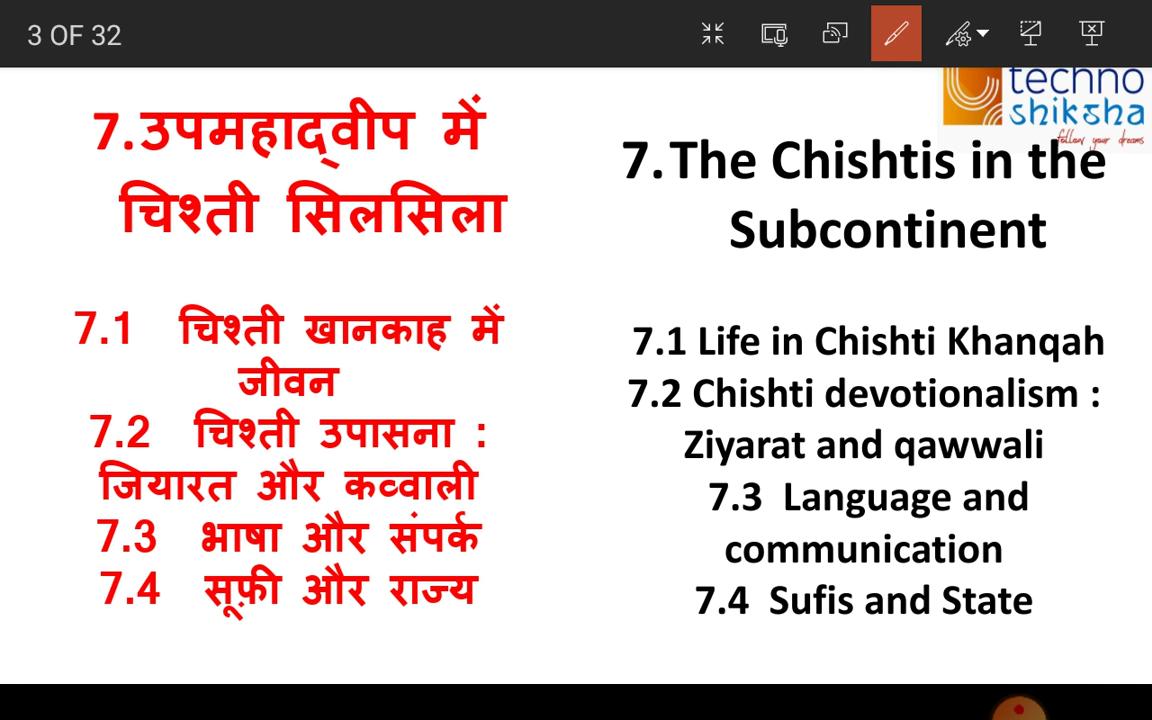 3 OF 32
techno
shiksha
follow your dreams
7.उपमहाद्वीप में
चिश्ती सिलसिला
7.1 चिश्ती खानकाह में
जीवन
7.2 चिश्ती उपासना :
जियारत और कव्वाली
7.3 भाषा और संपर्क
7.4 सूफ़ी और राज्य
7.The Chishtis in the
Subcontinent
7.1 Life in Chishti Khanqah
7.2 Chishti devotionalism :
Ziyarat and qawwali
7.3 Language and
communication
7.4 Sufis and State